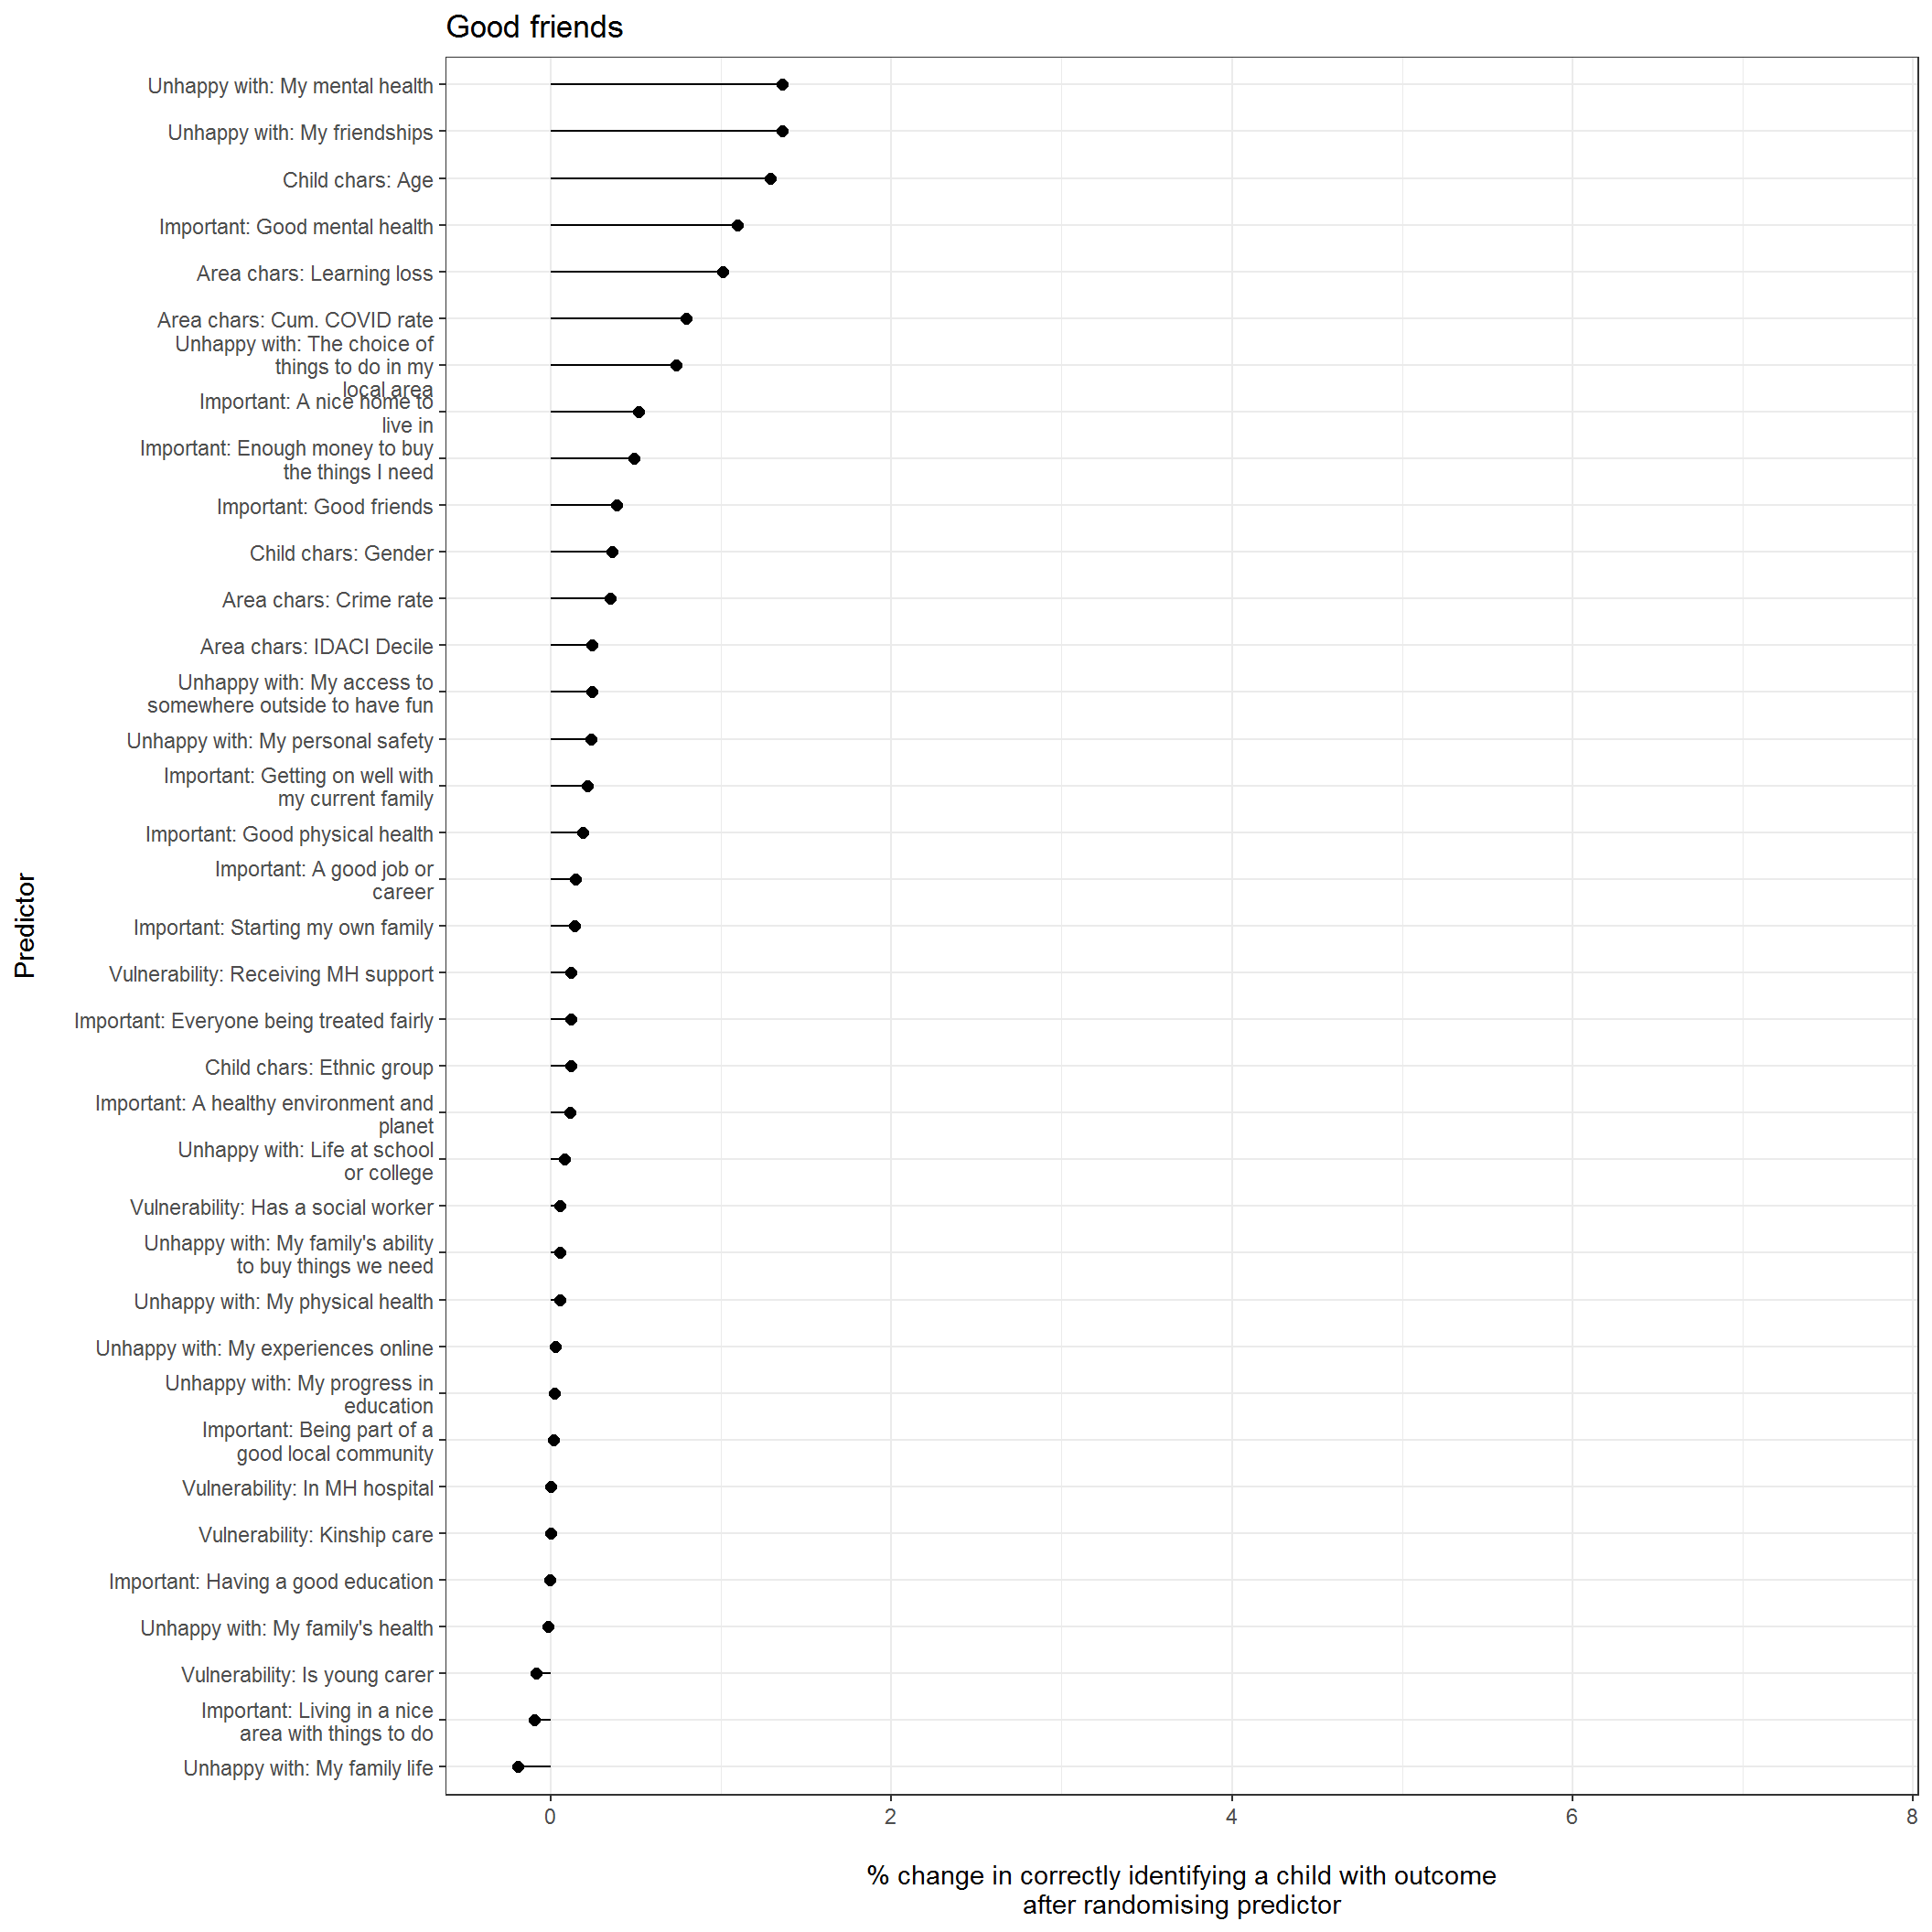 Good friends
Unhappy with: My mental health
Unhappy with: My friendships
Child chars: Age
Important: Good mental health
Area chars: Learning loss
Area chars: Cum. COVID rate
Unhappy with: The choice of
things to do in my
local area
Important: A nice home to
live in
Important: Enough money to buy
the things I need
Important: Good friends
Child chars: Gender
Area chars: Crime rate
Area chars: IDACI Decile
Unhappy with: My access to
somewhere outside to have fun
Unhappy with: My personal safety
Important: Getting on well with
my current family
Important: Good physical health
Important: A good job or
career
Important: Starting my own family
Vulnerability: Receiving MH support
Important: Everyone being treated fairly
Child chars: Ethnic group
Important: A healthy environment and
planet
Unhappy with: Life at school
or college
Vulnerability: Has a social worker
Unhappy with: My family's ability
to buy things we need
Unhappy with: My physical health
Unhappy with: My experiences online
Unhappy with: My progress in
education
Important: Being part of a
good local community
Vulnerability: In MH hospital
Vulnerability: Kinship care
Important: Having a good education
Unhappy with: My family's health
Vulnerability: Is young carer
Important: Living in a nice
area with things to do
Unhappy with: My family life
Predictor
0 2 4 6 8
% change in correctly identifying a child with outcome
after randomising predictor